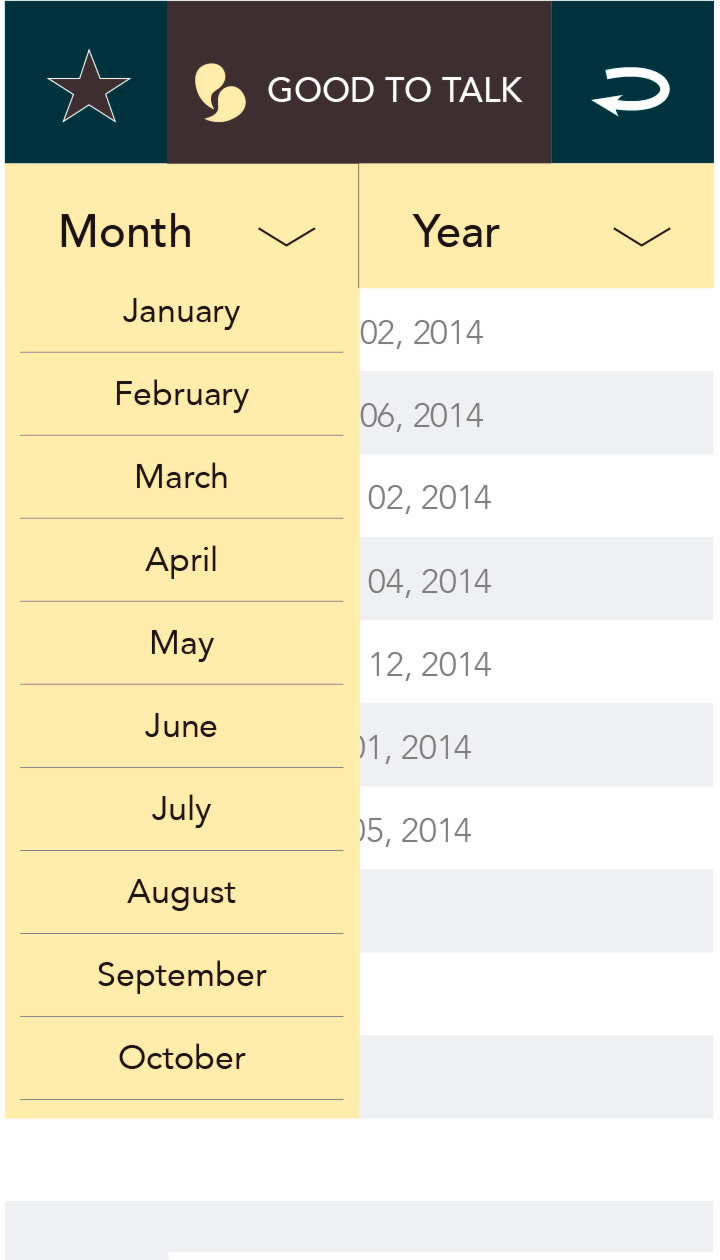 GOOD TO TALK
Month Year
January
02, 2014
February
06, 2014
March
02, 2014
April
04, 2014
May
12, 2014
June
01, 2014
July
05, 2014
August
September
October